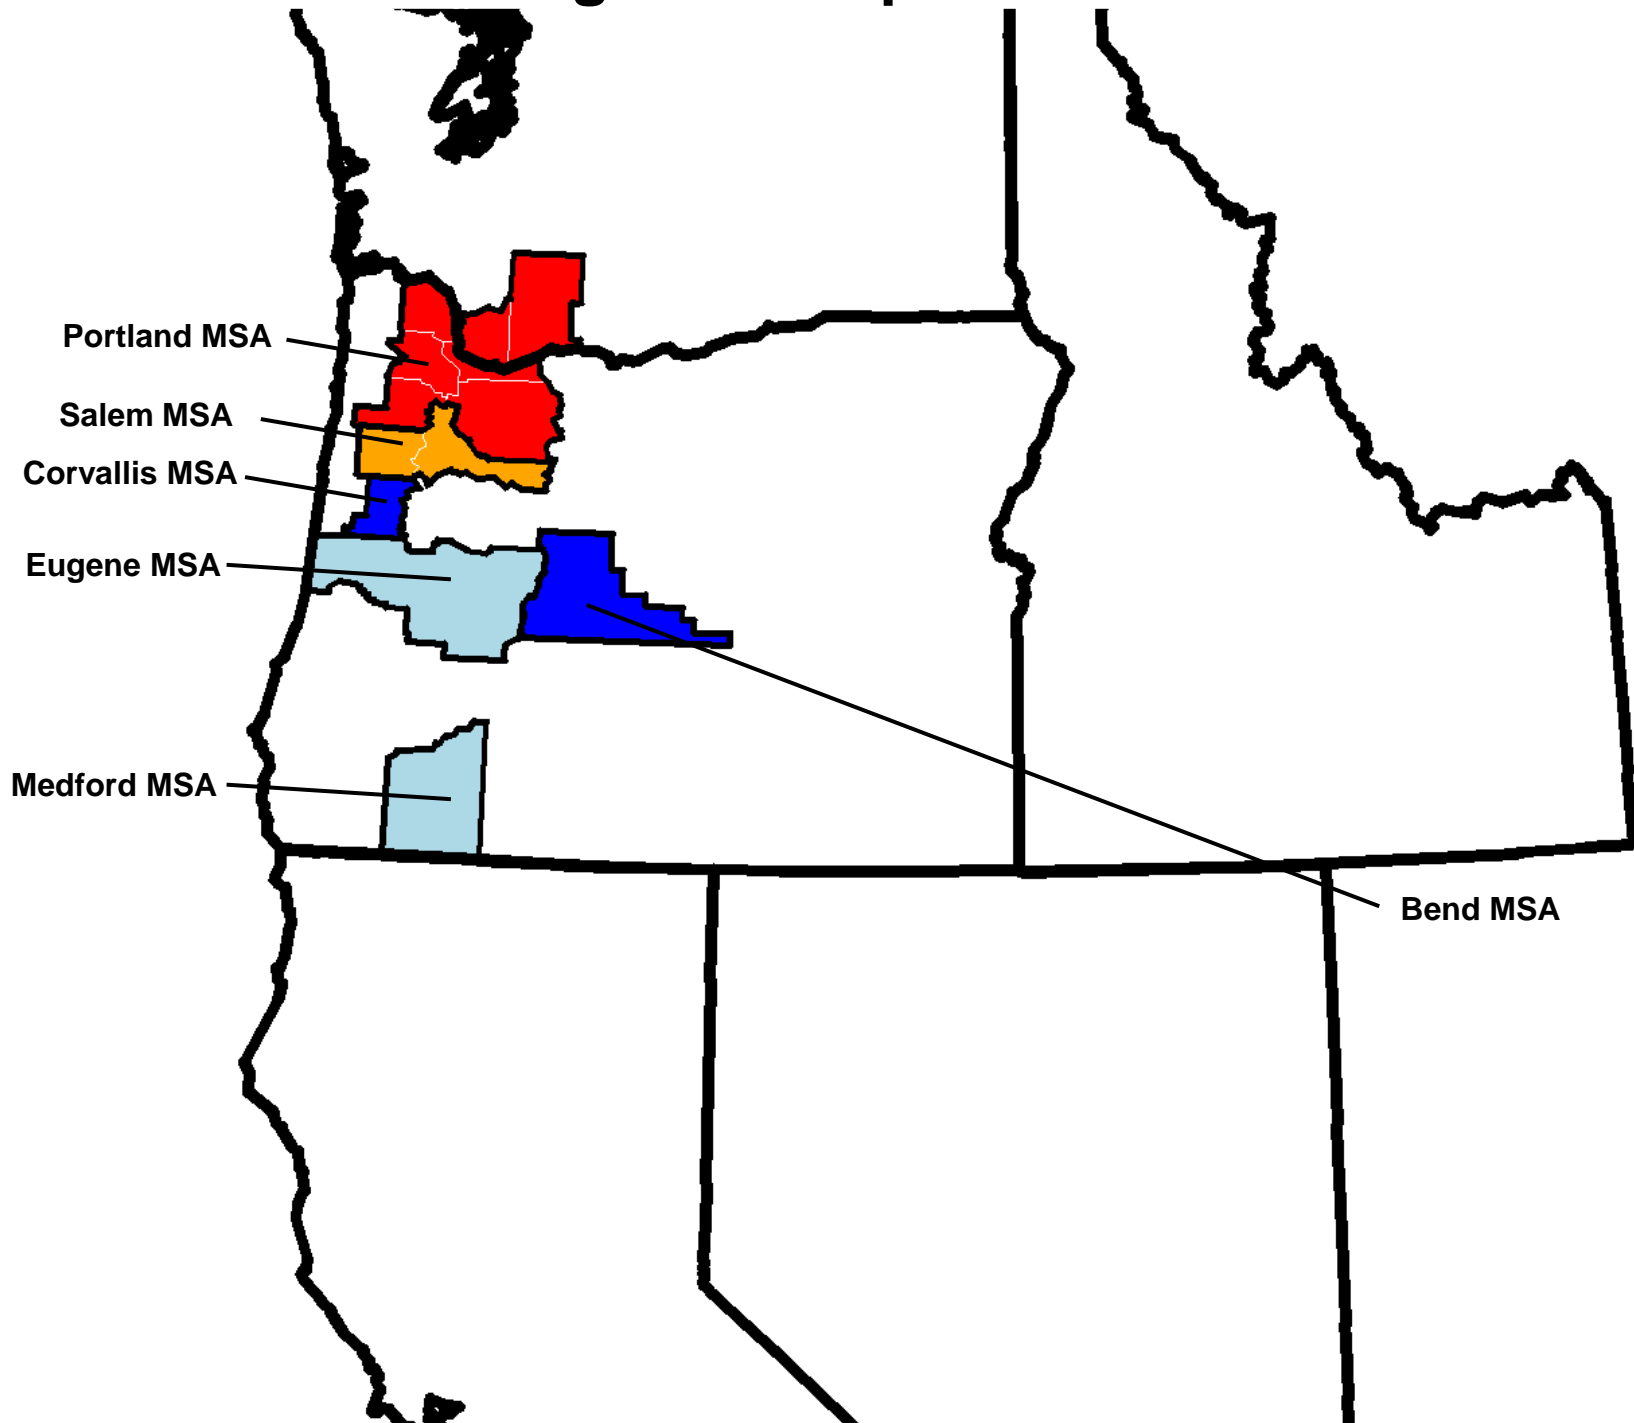 Portland MSA
Salem MSA
Corvallis MSA
Eugene MSA
Medford MSA
Bend MSA